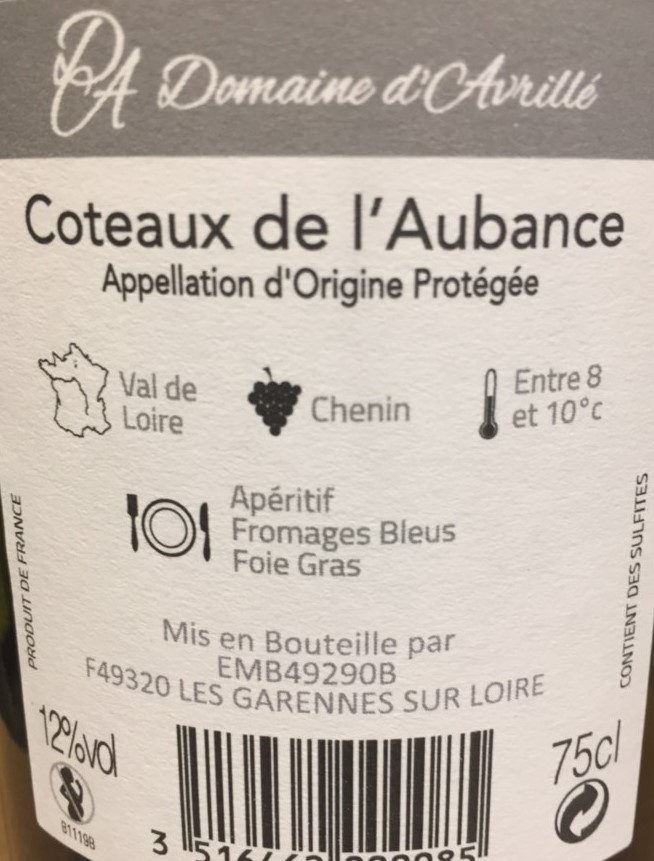 DA Domaine d'Avrillé
Coteaux de l'Aubance
Appellation d'Origine Protégée
Val de
Loire
Chenin
Entre 8
et 10°c
Apéritif
Fromages Bleus
Foie Gras
PRODUIT DE FRANCE
CONTIENT DES SULFITES
Mis en Bouteille par
EMB49290B
F49320 LES GARENNES SUR LOIRE
12%vol
75cl
811198
3